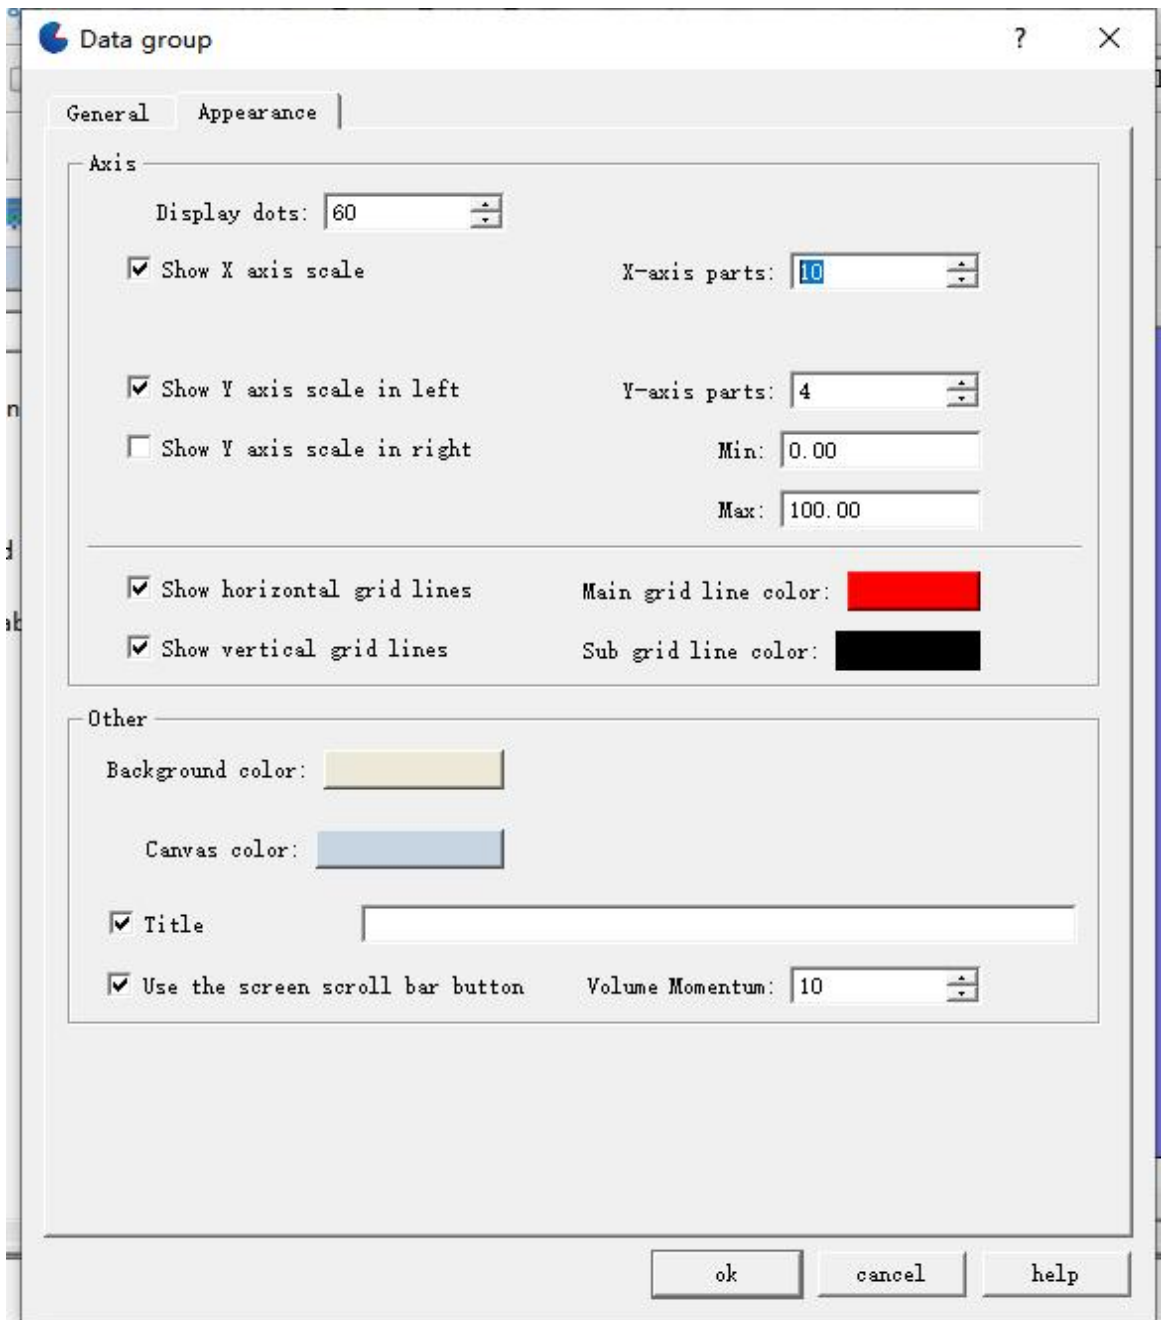 Data group
?
General Appearance
Axis
Display dots: 60
Show X axis scale X-axis parts: 10
Show Y axis scale in left Y-axis parts: 4
Show Y axis scale in right Min: 0.00
Max: 100.00
Show horizontal grid lines Main grid line color:
Show vertical grid lines Sub grid line color:
Other
Background color:
Canvas color:
Title
Use the screen scroll bar button Volume Momentum: 10
ok cancel help